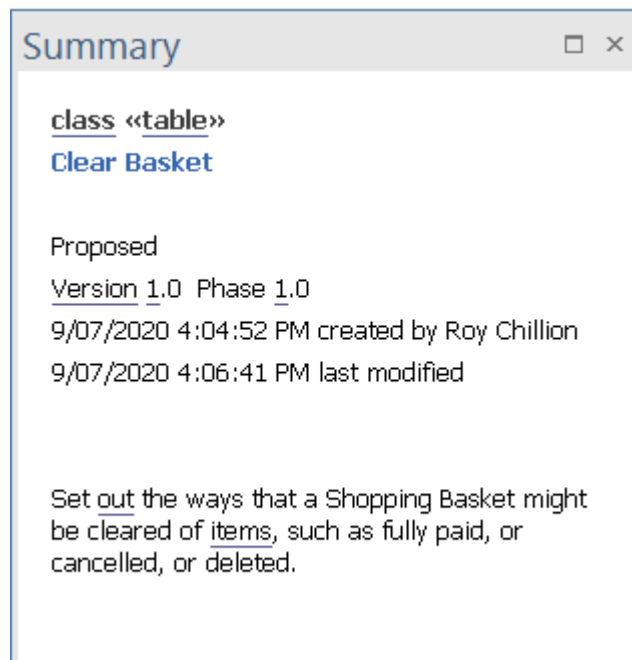 Summary
class «table»
Clear Basket
Proposed
Version 1.0 Phase 1.0
9/07/2020 4:04:52 PM created by Roy Chillion
9/07/2020 4:06:41 PM last modified
Set out the ways that a Shopping Basket might
be cleared of items, such as fully paid, or
cancelled, or deleted.